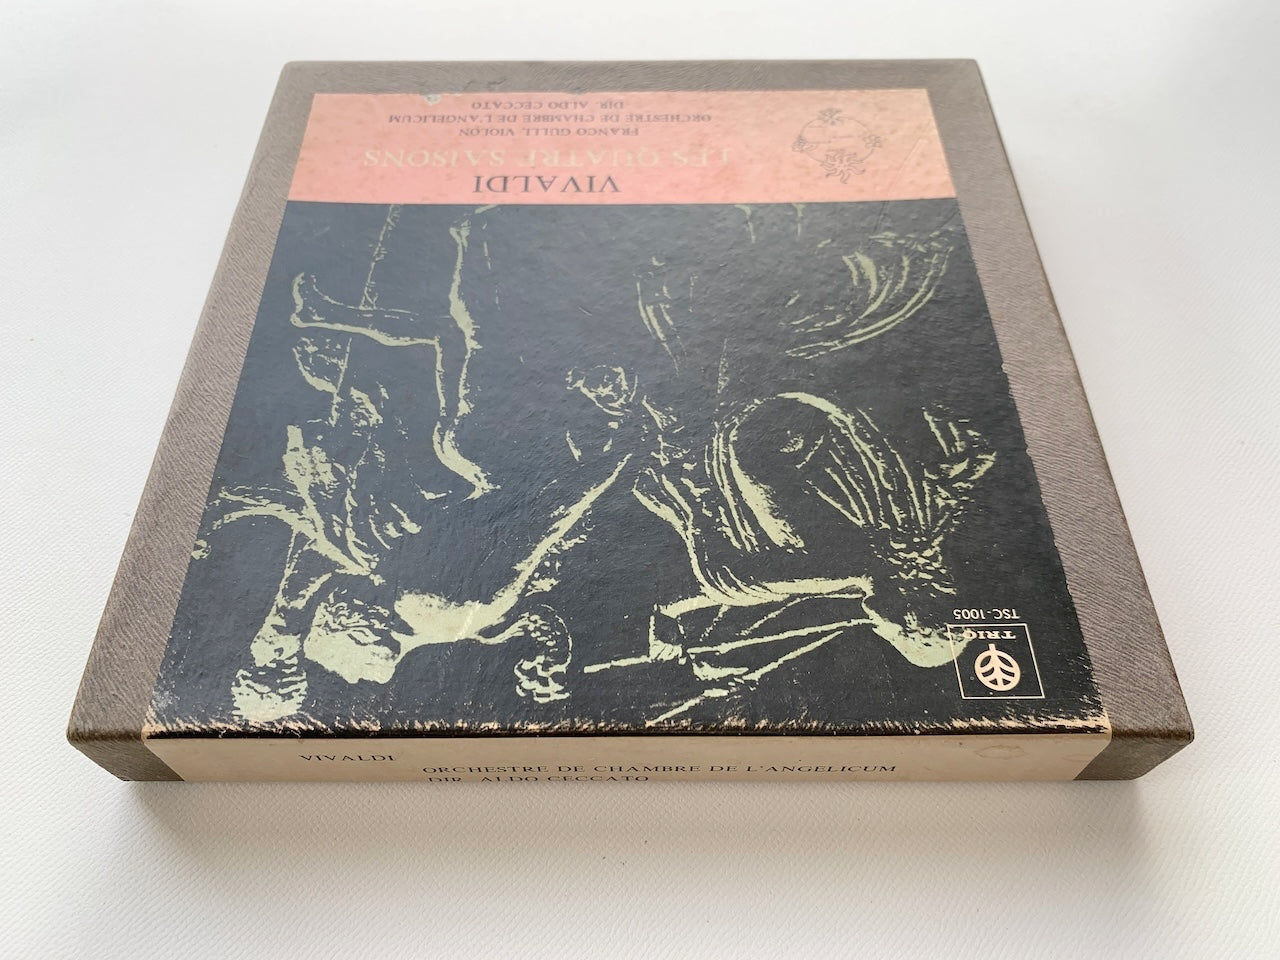 VIVALDI
LES QUATRE SAISONS
FRANCO GULLI, VIOLON
ORCHESTRE DE CHAMBRE DE L'ANGELICUM
DIR. ALDO CECCATO
TRIO
TSC-1005
VIVALDI
ORCHESTRE DE CHAMBRE DE L'ANGELICUM
DIR. ALDO CECCATO